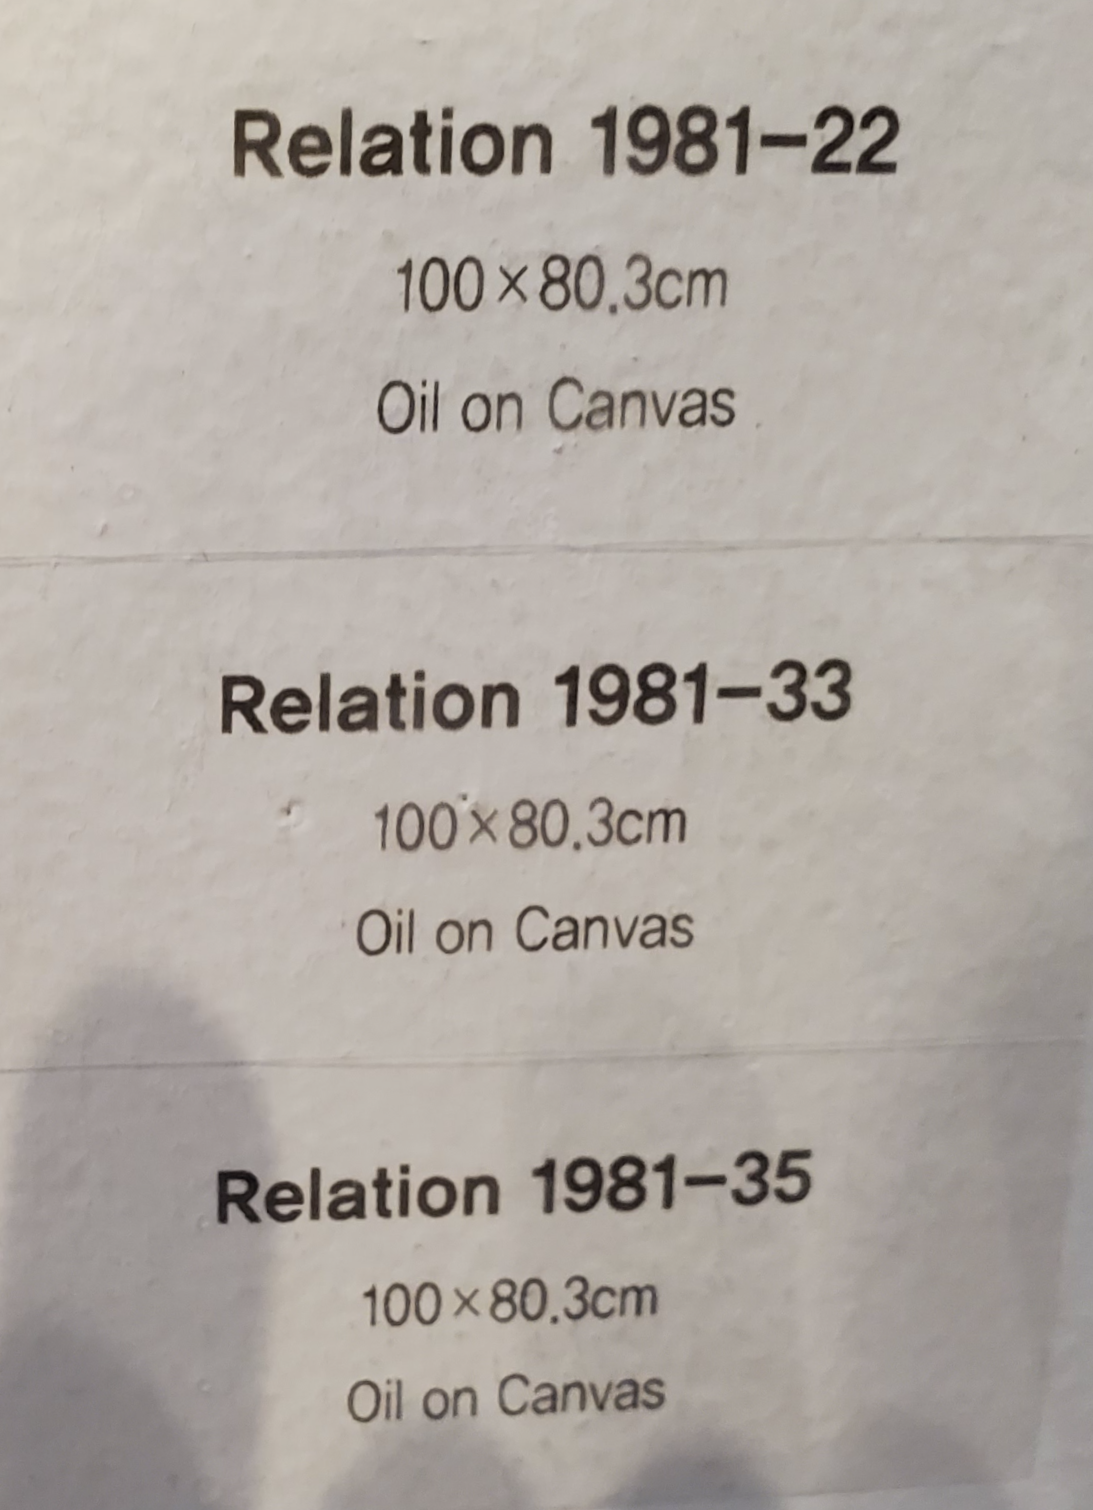 Relation 1981–22
100×80.3cm
Oil on Canvas
Relation 1981–33
100×80.3cm
Oil on Canvas
Relation 1981–35
100×80.3cm
Oil on Canvas